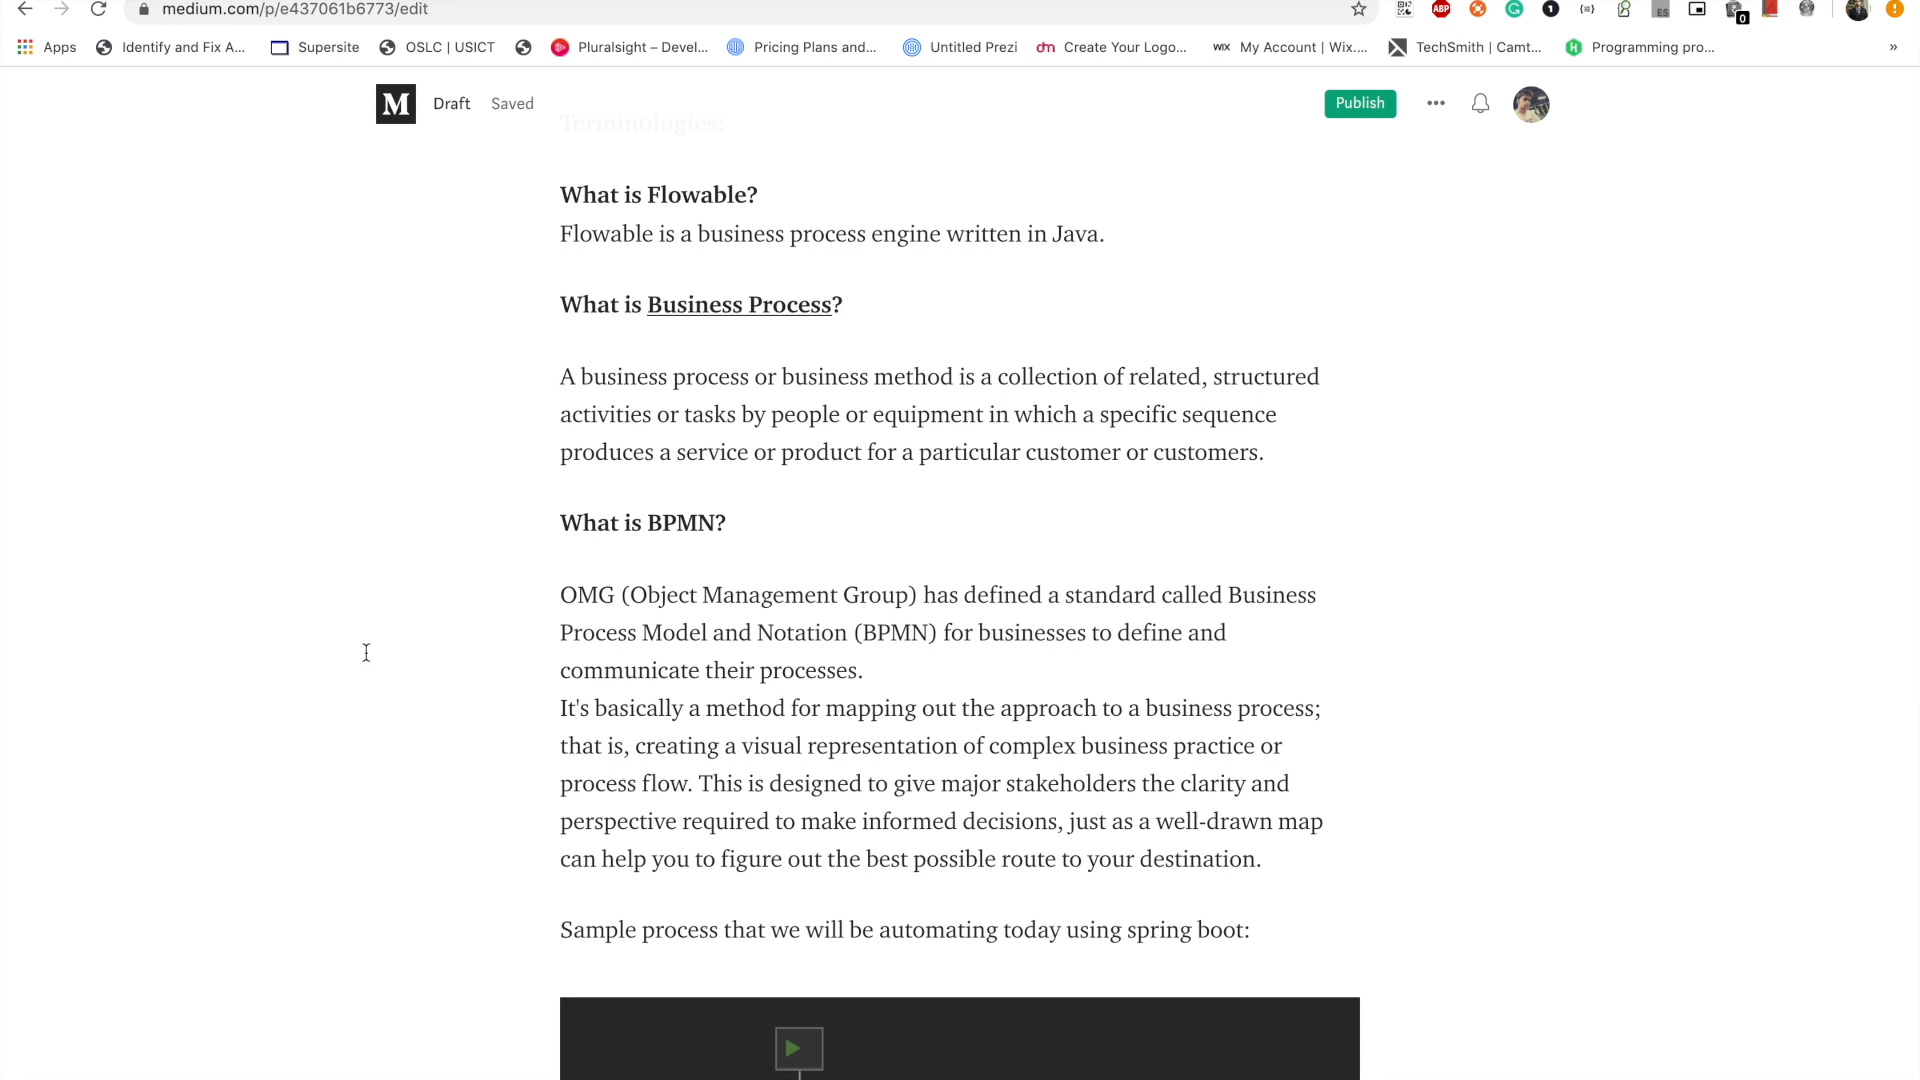 medium.com/p/e437061b6773/edit
ABP
1
ES
0
Apps
Identify and Fix A...
Supersite
OSLC | USICT
Pluralsight – Devel...
Pricing Plans and...
Untitled Prezi
dm Create Your Logo...
WIX My Account | Wix....
TechSmith | Camt...
Programming pro...
»
M
Draft
Saved
Publish
Terminologies:
What is Flowable?
Flowable is a business process engine written in Java.
What is Business Process?
A business process or business method is a collection of related, structured
activities or tasks by people or equipment in which a specific sequence
produces a service or product for a particular customer or customers.
What is BPMN?
OMG (Object Management Group) has defined a standard called Business
Process Model and Notation (BPMN) for businesses to define and
communicate their processes.
It's basically a method for mapping out the approach to a business process;
that is, creating a visual representation of complex business practice or
process flow. This is designed to give major stakeholders the clarity and
perspective required to make informed decisions, just as a well-drawn map
can help you to figure out the best possible route to your destination.
Sample process that we will be automating today using spring boot: